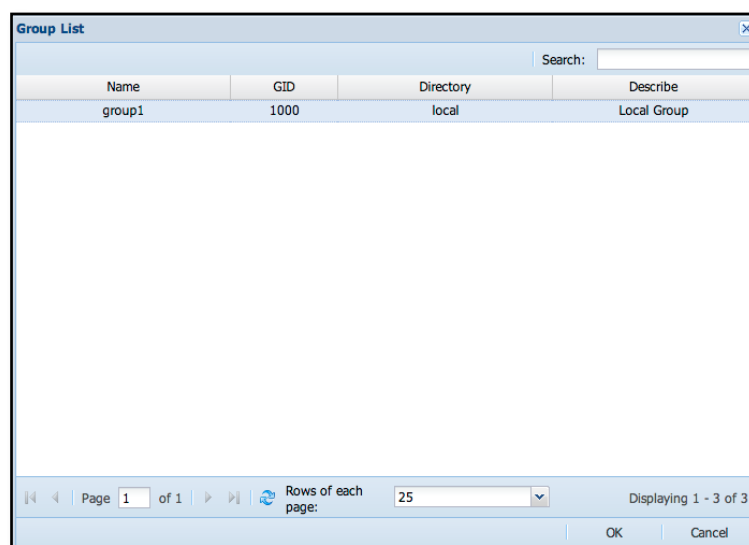 Group List
Search:
Name GID Directory Describe
group1 1000 local Local Group
Page 1 of 1 Rows of each page: 25 Displaying 1 - 3 of 3
OK Cancel